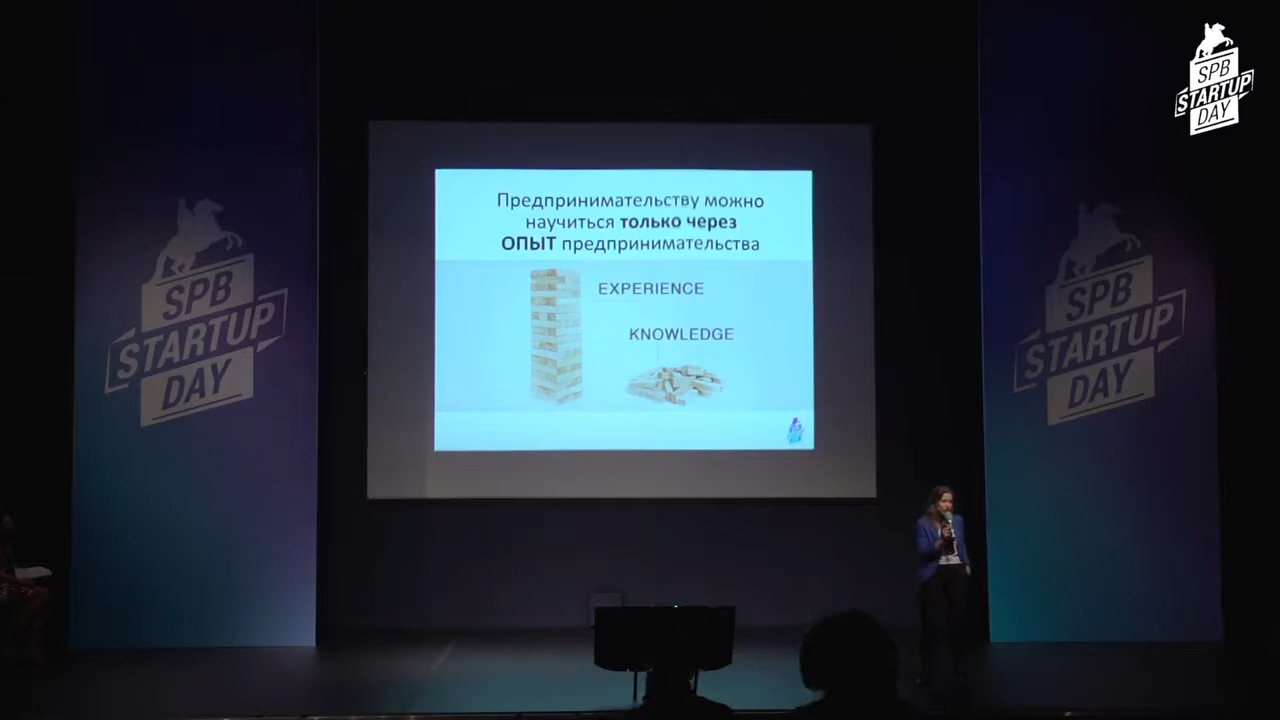 SPB
STARTUP
DAY
Предпринимательству можно
научиться только через
ОПЫТ предпринимательства
EXPERIENCE
KNOWLEDGE
SPB
STARTUP
DAY
SPB
STARTUP
DAY